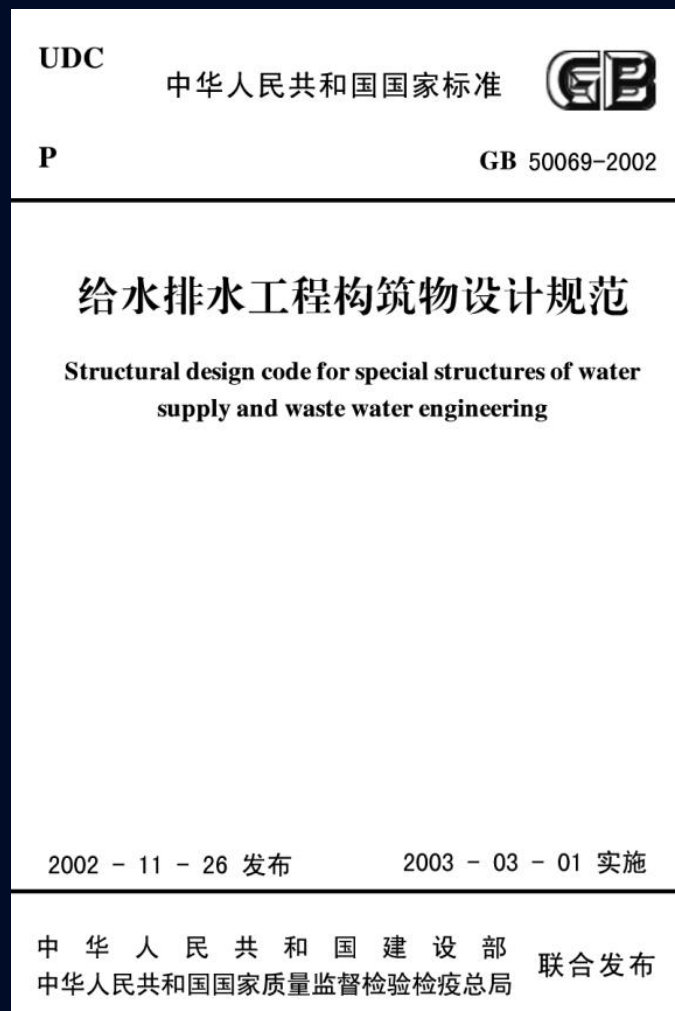 UDC
中华人民共和国国家标准
GB
P
GB 50069-2002
给水排水工程构筑物设计规范
Structural design code for special structures of water
supply and waste water engineering
2002 - 11 - 26 发布
2003 - 03 - 01 实施
中华人民共和国建设部
中华人民共和国国家质量监督检验检疫总局
联合发布